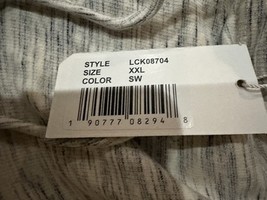 STYLE LCK08704
SIZE XXL
COLOR SW
1 90777 08294 8